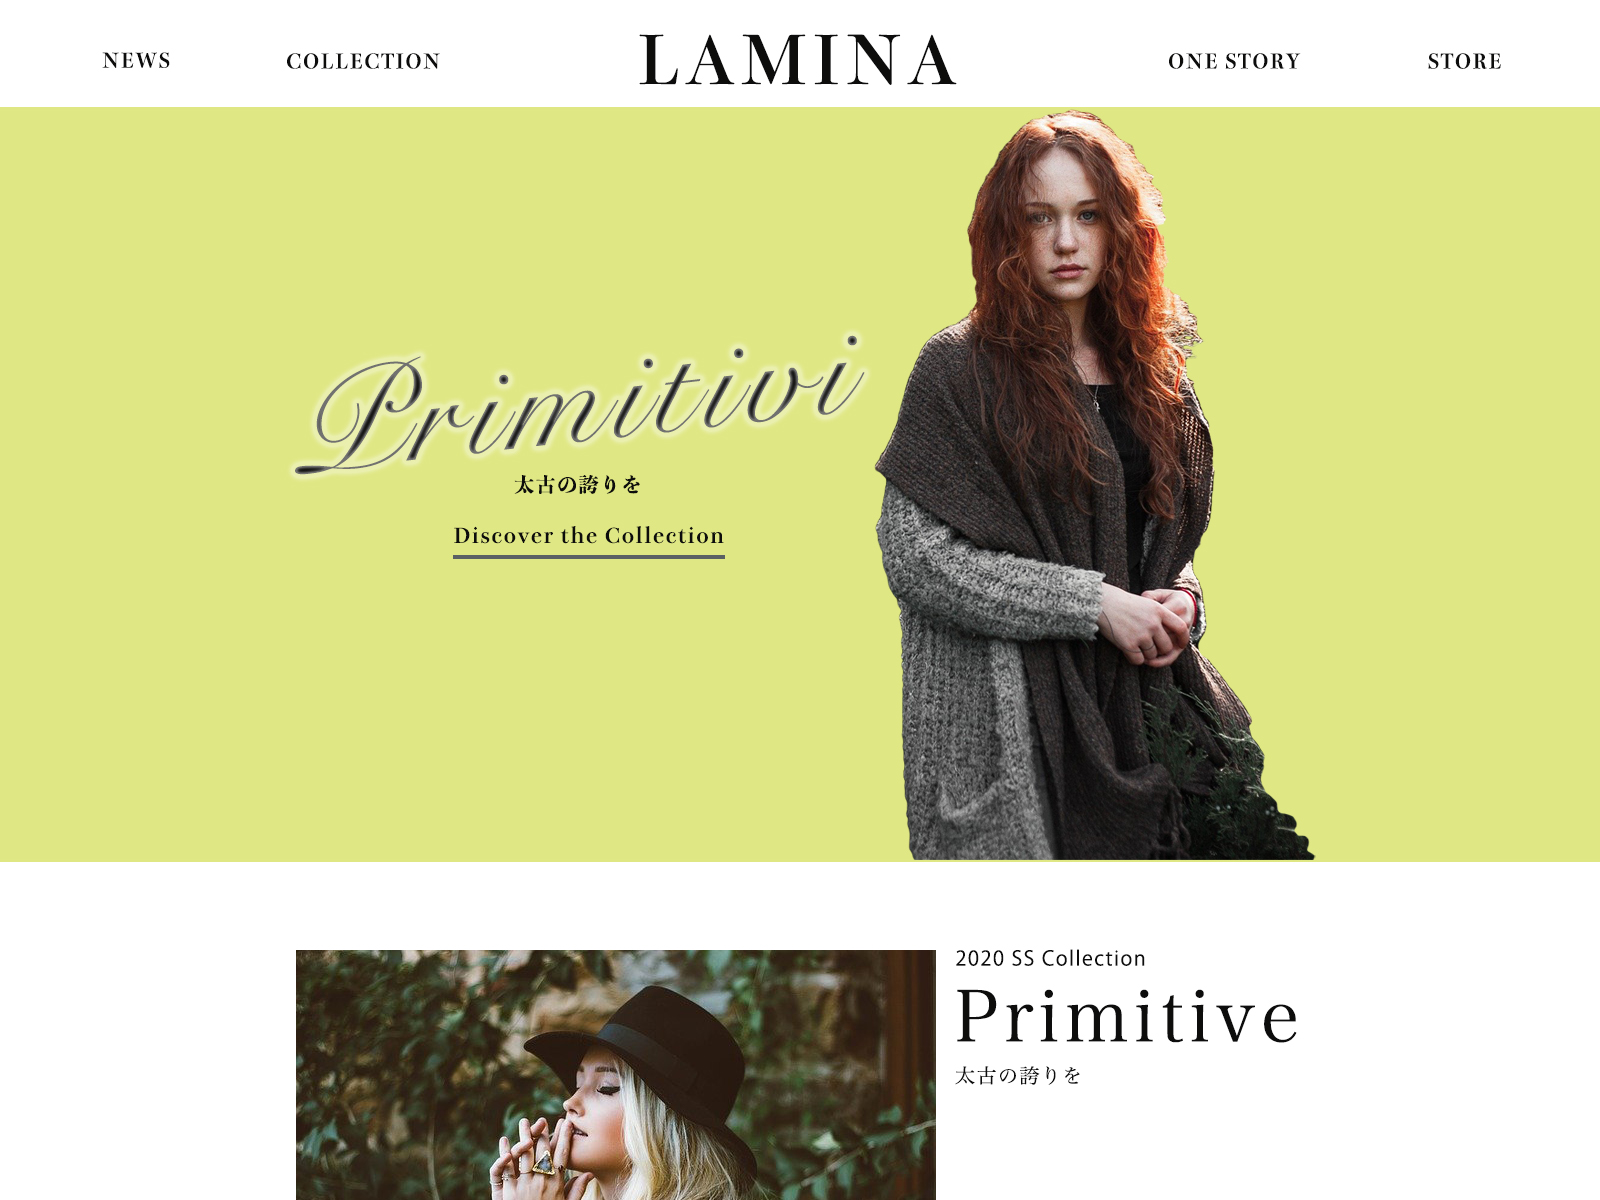 NEWS
COLLECTION
LAMINA
ONE STORY
STORE
Primitivi
太古の誇りを
Discover the Collection
2020 SS Collection
Primitive
太古の誇りを